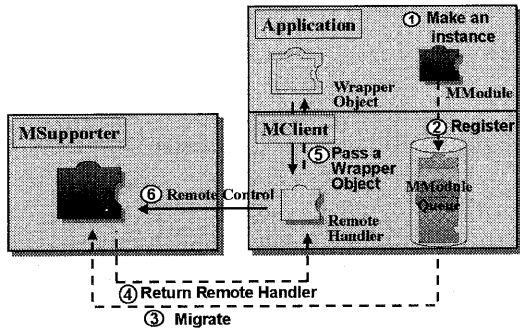 Application
① Make an
instance
Wrapper
Object
MModule
MSupporter
MClient
② Register
⑤ Pass a
Wrapper
Object
MModule
Queue
⑥ Remote Control
Remote
Handler
④ Return Remote Handler
③ Migrate